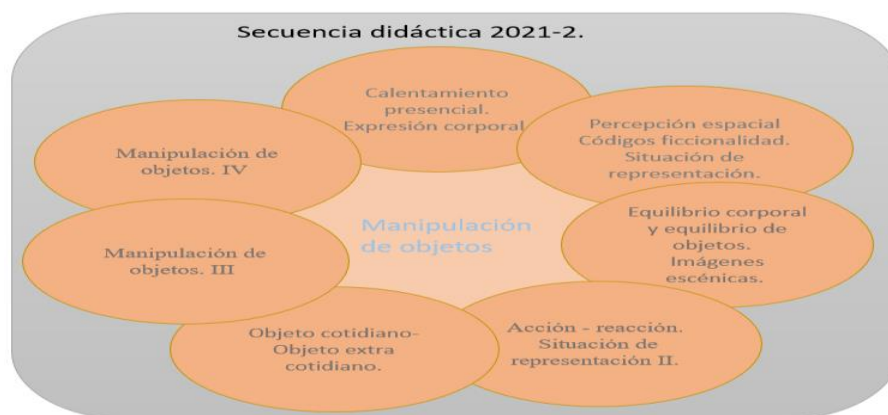 Secuencia didáctica 2021-2.
Calentamiento
presencial.
Expresión corporal
Percepción espacial
Códigos ficcionalidad.
Situación de
representación.
Equilibrio corporal
y equilibrio de
objetos.
Imágenes
escénicas.
Acción - reacción.
Situación de
representación II.
Objeto cotidiano-
Objeto extra
cotidiano.
Manipulación de
objetos. III
Manipulación de
objetos. IV
Manipulación
de objetos